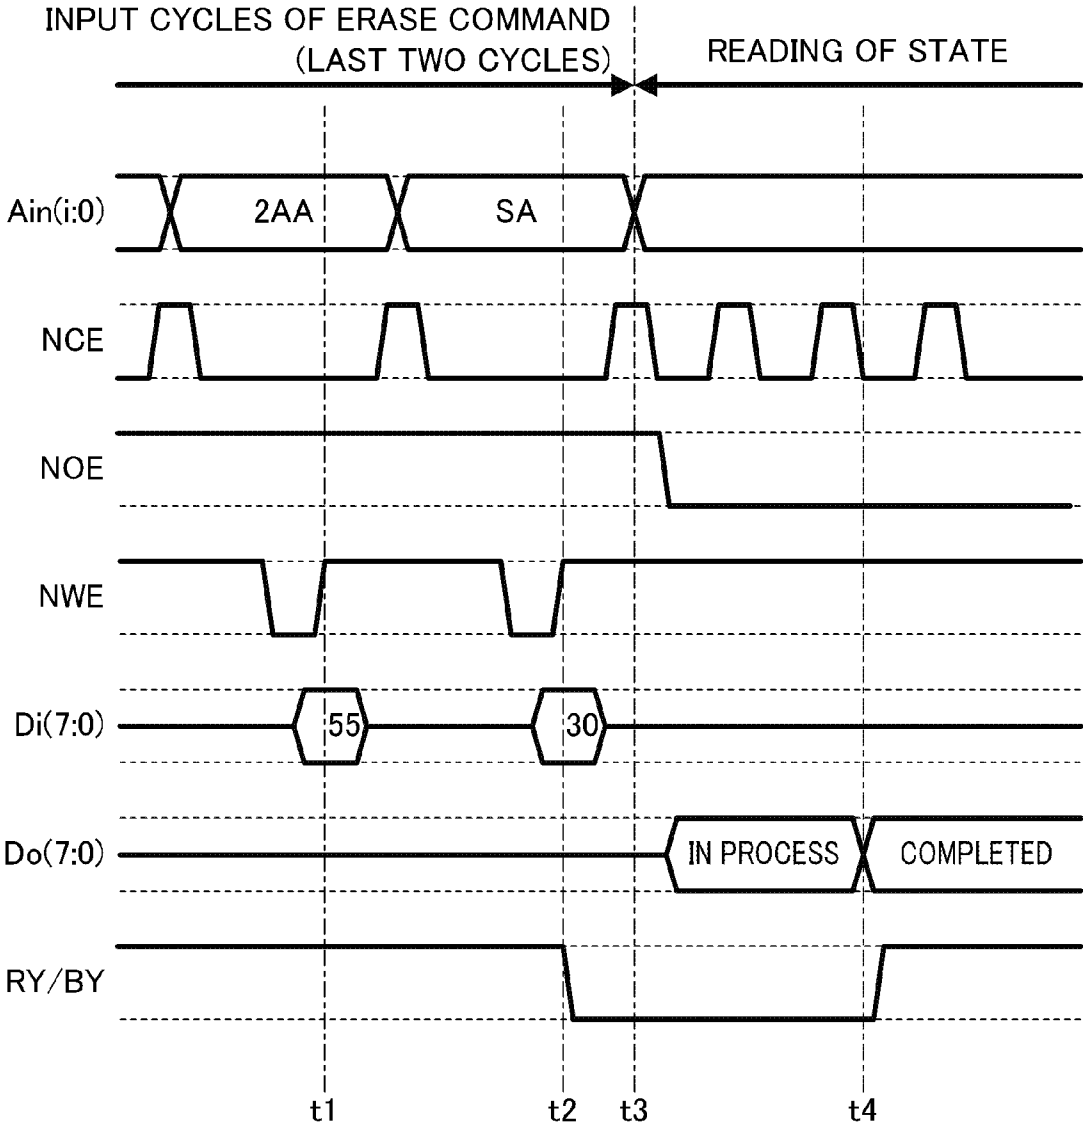 INPUT CYCLES OF ERASE COMMAND
(LAST TWO CYCLES)
READING OF STATE
Ain(i:0)
2AA
SA
NCE
NOE
NWE
Di(7:0)
55
30
Do(7:0)
IN PROCESS
COMPLETED
RY/BY
t1
t2
t3
t4